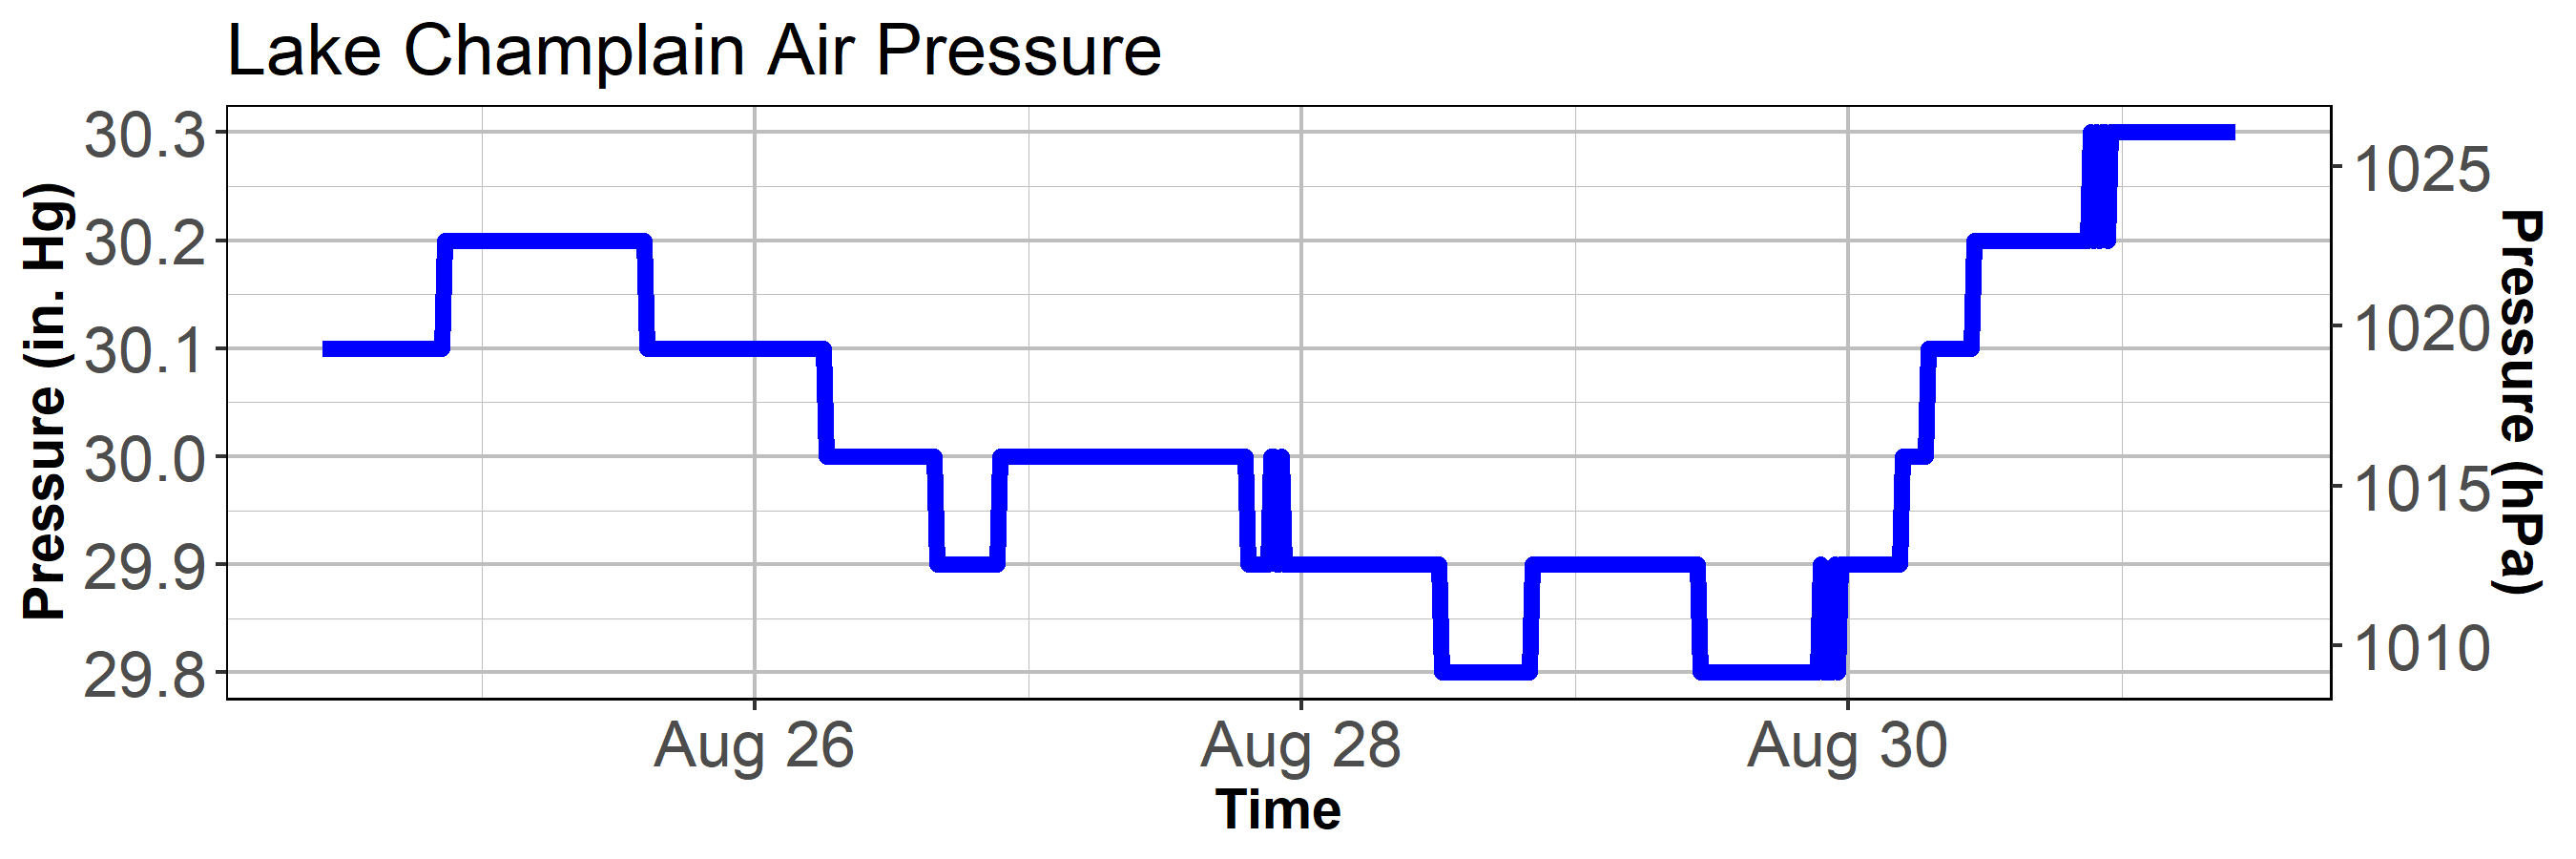 Lake Champlain Air Pressure
30.3
30.2
30.1
30.0
29.9
29.8
Pressure (in. Hg)
1025
1020
1015
1010
Pressure (hPa)
Aug 26
Aug 28
Aug 30
Time